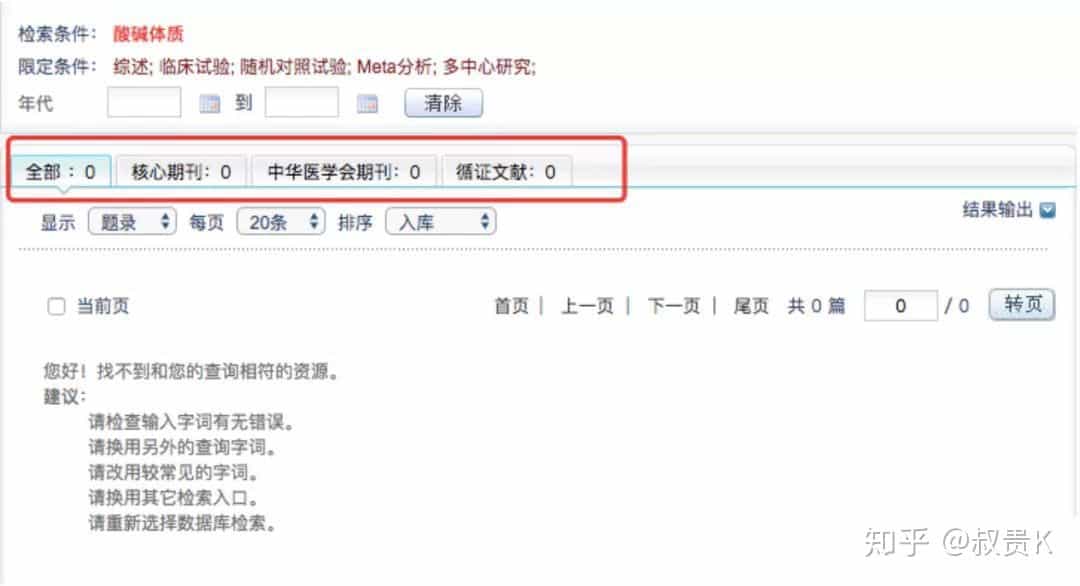 检索条件： 酸碱体质
限定条件： 综述; 临床试验; 随机对照试验; Meta分析; 多中心研究;
年代 到 清除
全部 : 0 核心期刊: 0 中华医学会期刊: 0 循证文献: 0
显示 题录 每页 20条 排序 入库 结果输出
当前页 首页 | 上一页 | 下一页 | 尾页 共 0 篇 0 / 0 转页
您好！找不到和您的查询相符的资源。
建议：
请检查输入字词有无错误。
请换用另外的查询字词。
请改用较常见的字词。
请换用其它检索入口。
请重新选择数据库检索。
知乎 @叔贵K